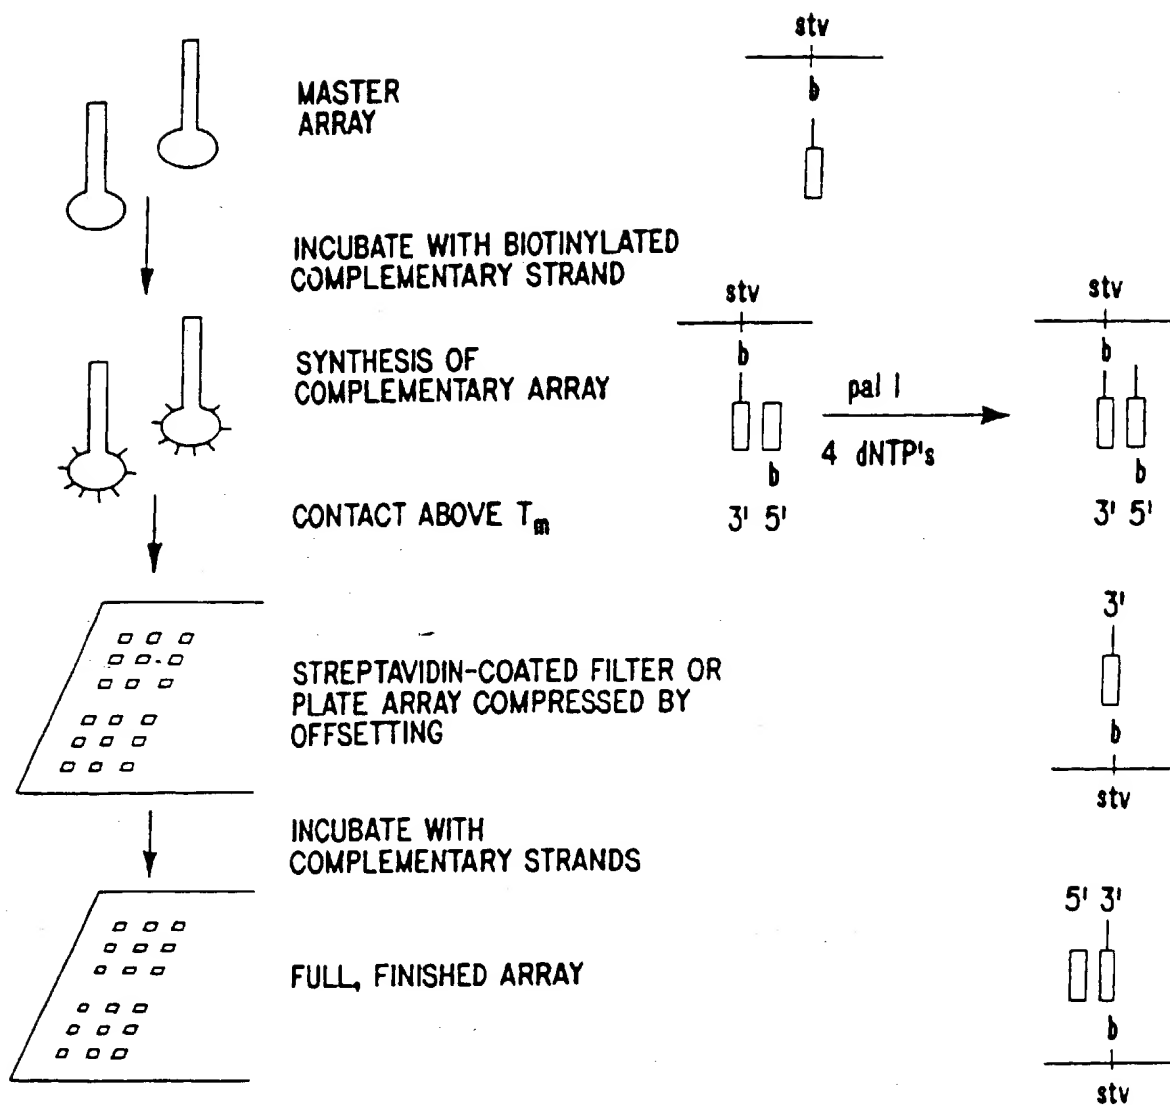 stv
MASTER
ARRAY
b
INCUBATE WITH BIOTINYLATED
COMPLEMENTARY STRAND
stv
stv
b
b
SYNTHESIS OF
COMPLEMENTARY ARRAY
pal I
4 dNTP's
b
b
CONTACT ABOVE Tm
3' 5'
3' 5'
3'
STREPTAVIDIN-COATED FILTER OR
PLATE ARRAY COMPRESSED BY
OFFSETTING
b
stv
INCUBATE WITH
COMPLEMENTARY STRANDS
5' 3'
FULL, FINISHED ARRAY
b
stv